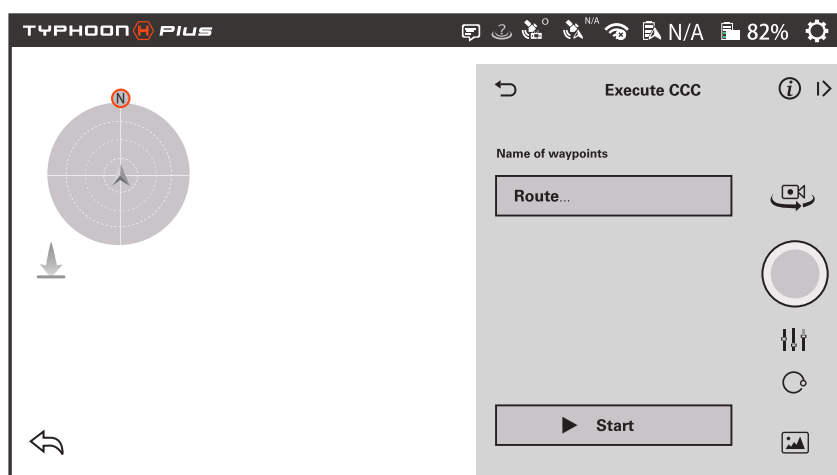 TYPHOON H Plus
? O N/A N/A 82%
N
Execute CCC
i
Name of waypoints
Route...
Start